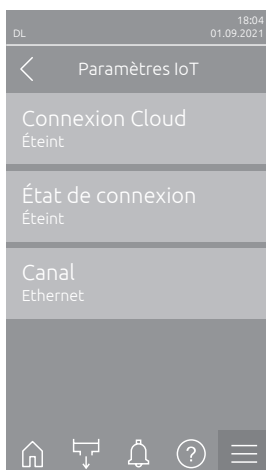 18:04
DL 01.09.2021
Paramètres IoT
Connexion Cloud
Éteint
État de connexion
Éteint
Canal
Ethernet
?